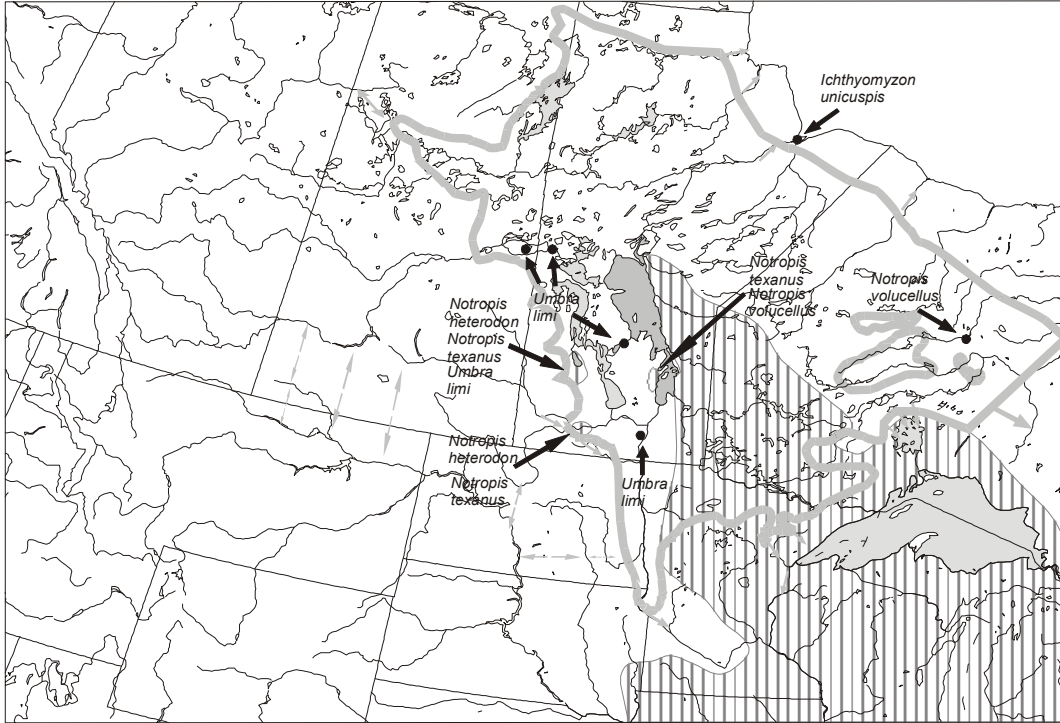 Ichthyomyzon
unicuspis
Notropis
texanus
Notropis
volucellus
Notropis
volucellus
Umbra
limi
Notropis
heterodon
Notropis
texanus
Umbra
limi
Notropis
heterodon
Notropis
texanus
Umbra
limi